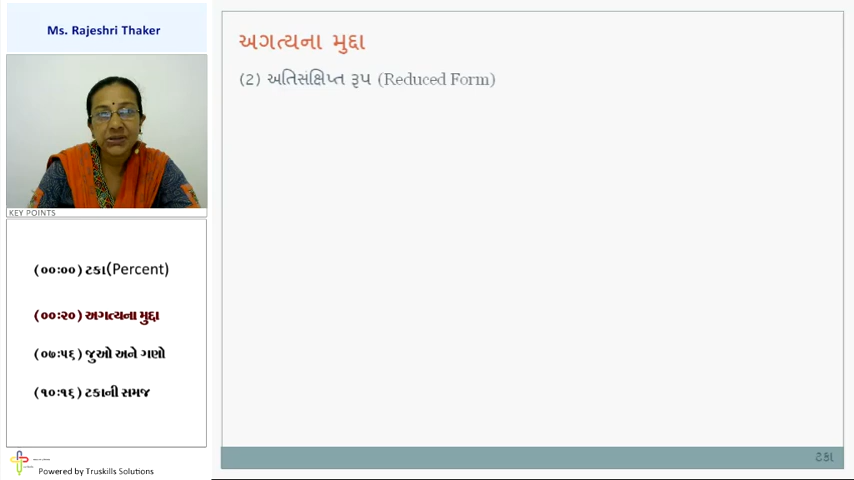 Ms. Rajeshri Thaker
અગત્યના મુદ્દા
(2) અતિસંક્ષિપ્ત રૂપ (Reduced Form)
KEY POINTS
(૦૦:૦૦) ટકા(Percent)
(૦૦:૨૦) અગત્યના મુદ્દા
(૦૭:૫૬) જુઓ અને ગણો
(૧૦:૧૬) ટકાની સમજ
Powered by Truskills Solutions
ટકા